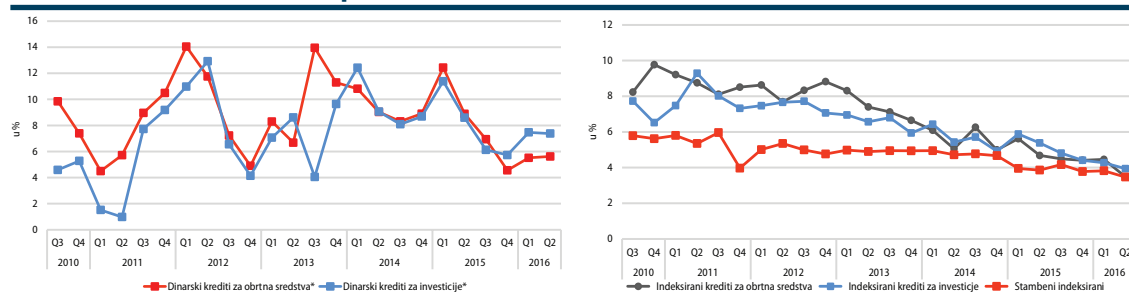 16
14
12
10
8
6
4
2
0
u%
Q3 Q4 Q1 Q2 Q3 Q4 Q1 Q2 Q3 Q4 Q1 Q2 Q3 Q4 Q1 Q2 Q3 Q4 Q1 Q2 Q3 Q4 Q1 Q2
2010 2011 2012 2013 2014 2015 2016
Dinarski krediti za obrtna sredstva* Dinarski krediti za investicije*
12
10
8
6
4
2
0
u%
Q3 Q4 Q1 Q2 Q3 Q4 Q1 Q2 Q3 Q4 Q1 Q2 Q3 Q4 Q1 Q2 Q3 Q4 Q1 Q2 Q3 Q4 Q1 Q2
2010 2011 2012 2013 2014 2015 2016
Indeksirani krediti za obrtna sredstva Indeksirani krediti za investicje Stambeni indeksirani